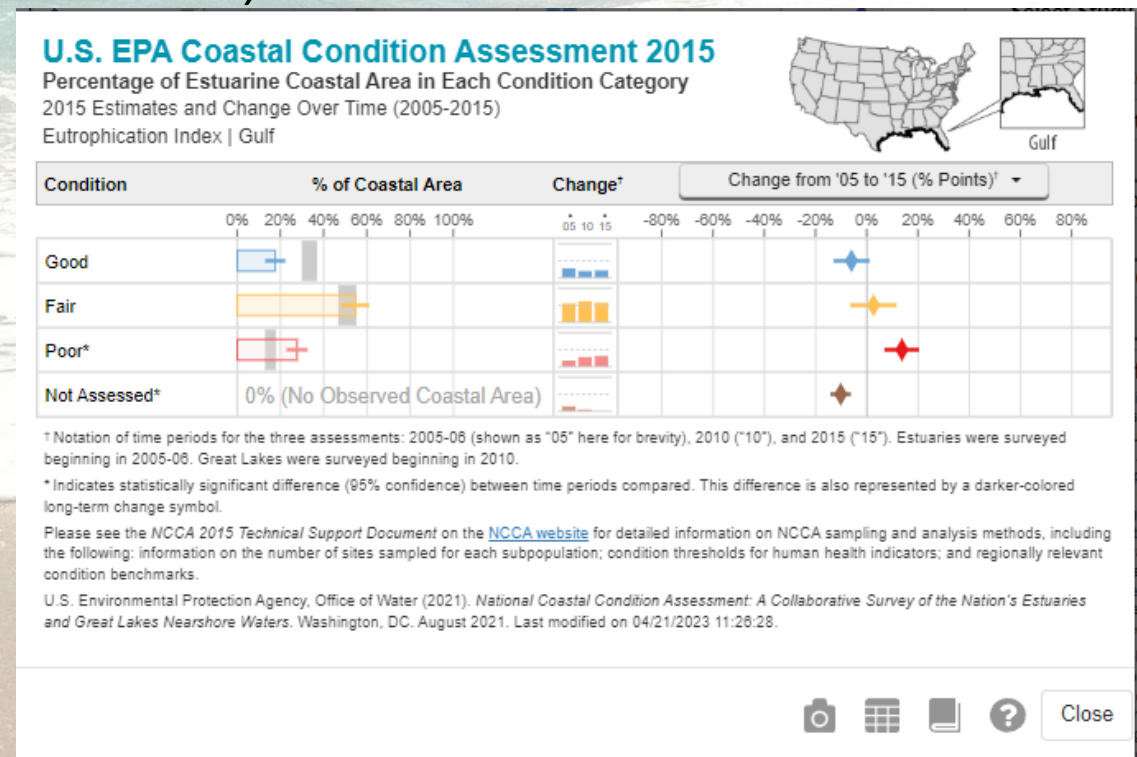 U.S. EPA Coastal Condition Assessment 2015
Percentage of Estuarine Coastal Area in Each Condition Category
2015 Estimates and Change Over Time (2005-2015)
Eutrophication Index | Gulf
Gulf
Condition % of Coastal Area Change† Change from '05 to '15 (% Points)†
0% 20% 40% 60% 80% 100% 05 10 15 -80% -60% -40% -20% 0% 20% 40% 60% 80%
Good
Fair
Poor*
Not Assessed* 0% (No Observed Coastal Area)
† Notation of time periods for the three assessments: 2005-06 (shown as "05" here for brevity), 2010 ("10"), and 2015 ("15"). Estuaries were surveyed
beginning in 2005-06. Great Lakes were surveyed beginning in 2010.
* Indicates statistically significant difference (95% confidence) between time periods compared. This difference is also represented by a darker-colored
long-term change symbol.
Please see the NCCA 2015 Technical Support Document on the NCCA website for detailed information on NCCA sampling and analysis methods, including
the following: information on the number of sites sampled for each subpopulation; condition thresholds for human health indicators; and regionally relevant
condition benchmarks.
U.S. Environmental Protection Agency, Office of Water (2021). National Coastal Condition Assessment: A Collaborative Survey of the Nation's Estuaries
and Great Lakes Nearshore Waters. Washington, DC. August 2021. Last modified on 04/21/2023 11:26:28.
? Close